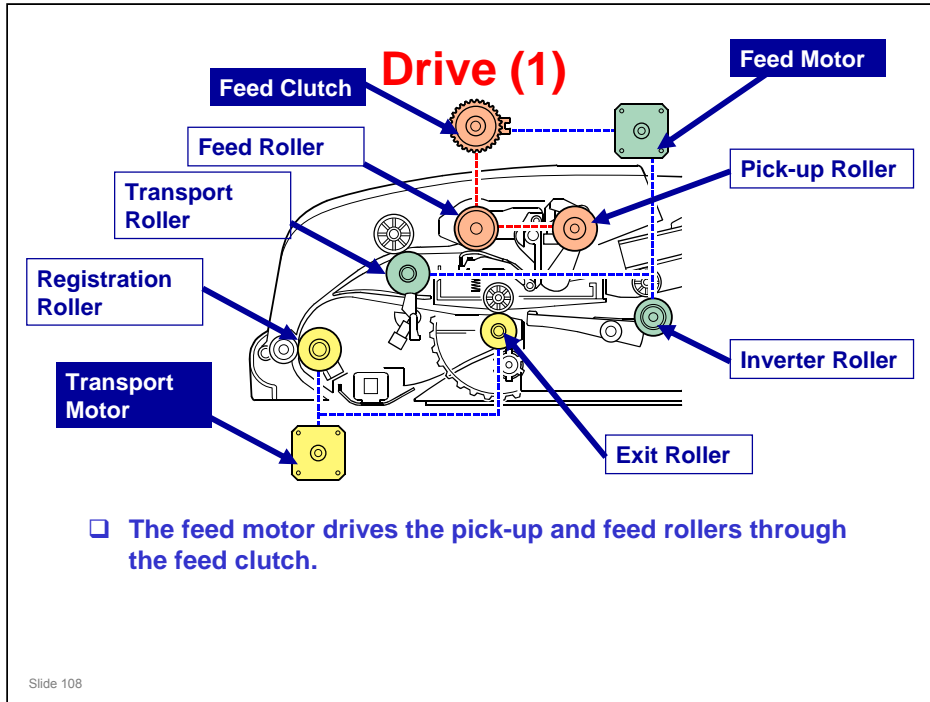 Drive (1)
Feed Clutch
Feed Motor
Feed Roller
Pick-up Roller
Transport
Roller
Registration
Roller
Inverter Roller
Transport
Motor
Exit Roller
❑ The feed motor drives the pick-up and feed rollers through
the feed clutch.
Slide 108